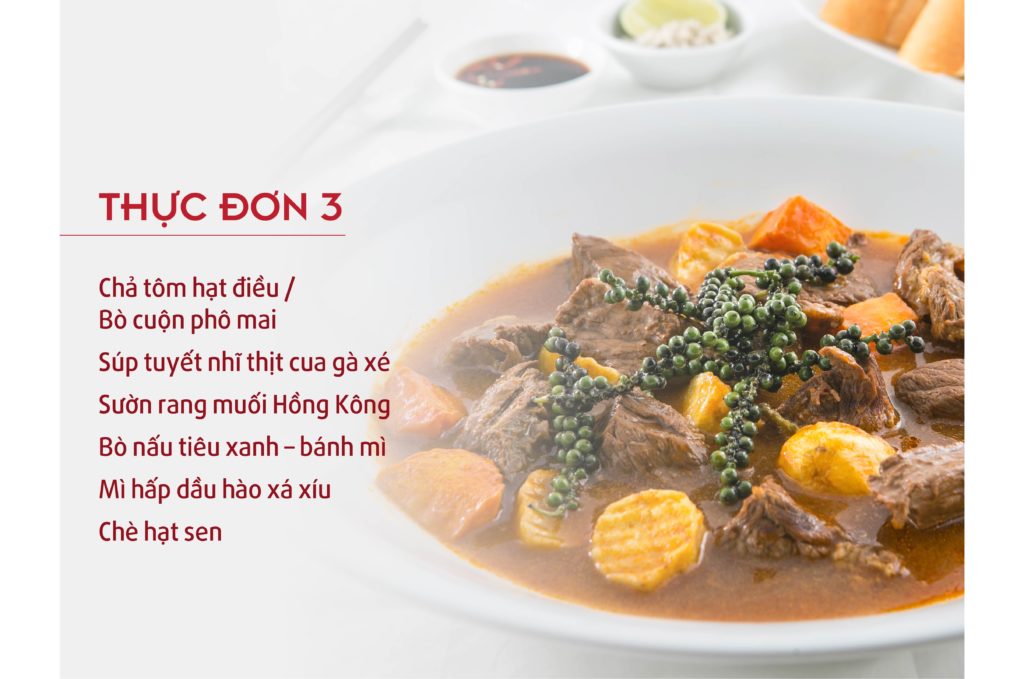 THỰC ĐƠN 3
Chả tôm hạt điều /
Bò cuộn phô mai
Súp tuyết nhĩ thịt cua gà xé
Sườn rang muối Hồng Kông
Bò nấu tiêu xanh – bánh mì
Mì hấp dầu hào xá xíu
Chè hạt sen